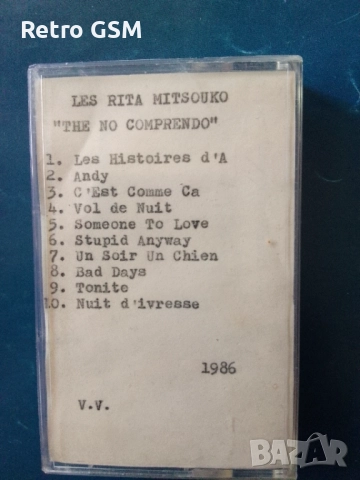 Retro GSM
LES RITA MITSOUKO
"THE NO COMPRENDO"
1. Les Histoires d'A
2. Andy
3. C'Est Comme Ca
4. Vol de Nuit
5. Someone To Love
6. Stupid Anyway
7. Un Soir Un Chien
8. Bad Days
9. Tonite
10. Nuit d'ivresse
1986
V.V.
BAZAR
bg